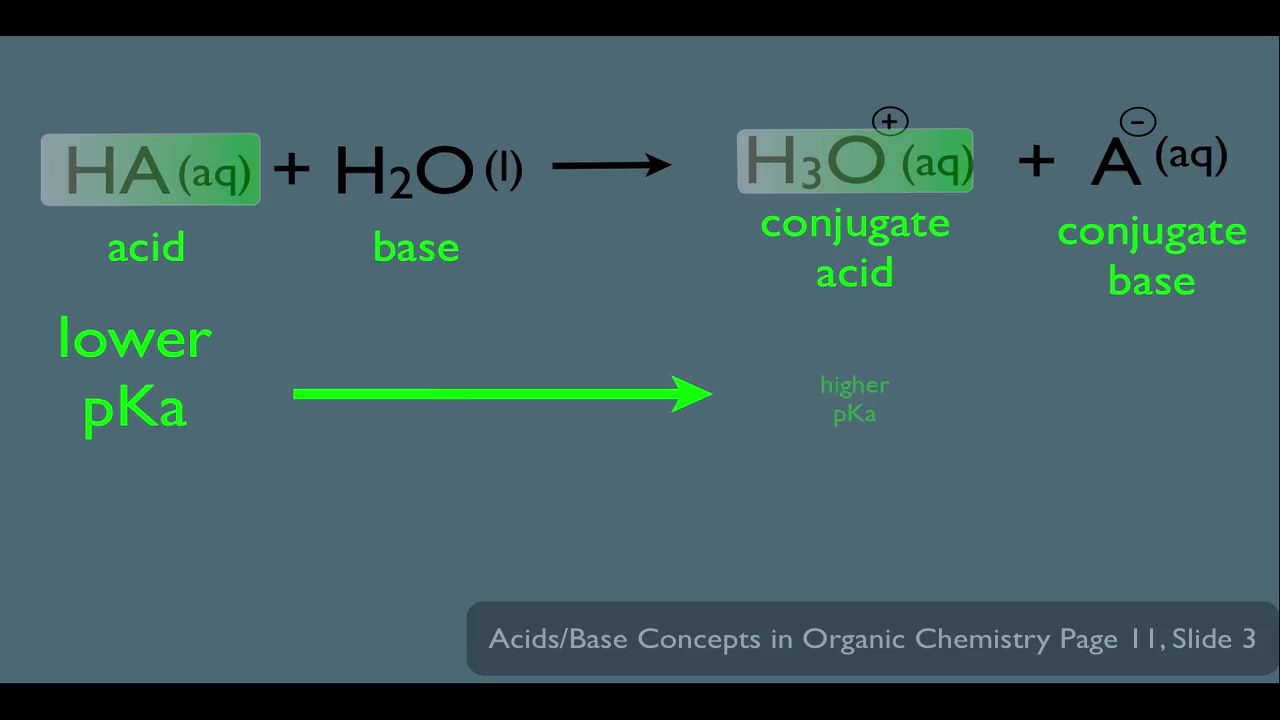 HA (aq) + H₂O (l) → H₃O⊕ (aq) + A⊖ (aq)
acid base conjugate acid conjugate base
lower pKa → higher pKa
Acids/Base Concepts in Organic Chemistry Page 11, Slide 3